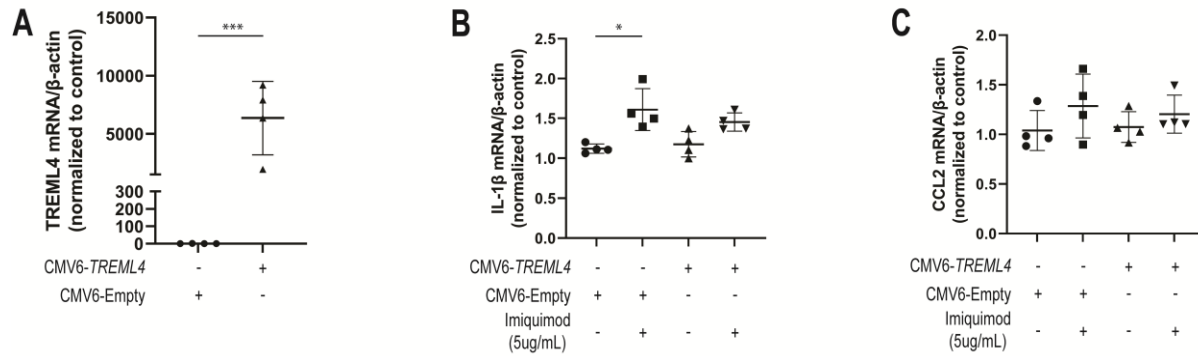 A
TREML4 mRNA/β-actin
(normalized to control)
15000
10000
5000
300
200
100
0
***
CMV6-TREML4 - +
CMV6-Empty + -
B
IL-1β mRNA/β-actin
(normalized to control)
2.5
2.0
1.5
1.0
0.5
0.0
*
CMV6-TREML4 - - + +
CMV6-Empty + + - -
Imiquimod
(5ug/mL) - + - +
C
CCL2 mRNA/β-actin
(normalized to control)
2.0
1.5
1.0
0.5
0.0
CMV6-TREML4 - - + +
CMV6-Empty + + - -
Imiquimod
(5ug/mL) - + - +